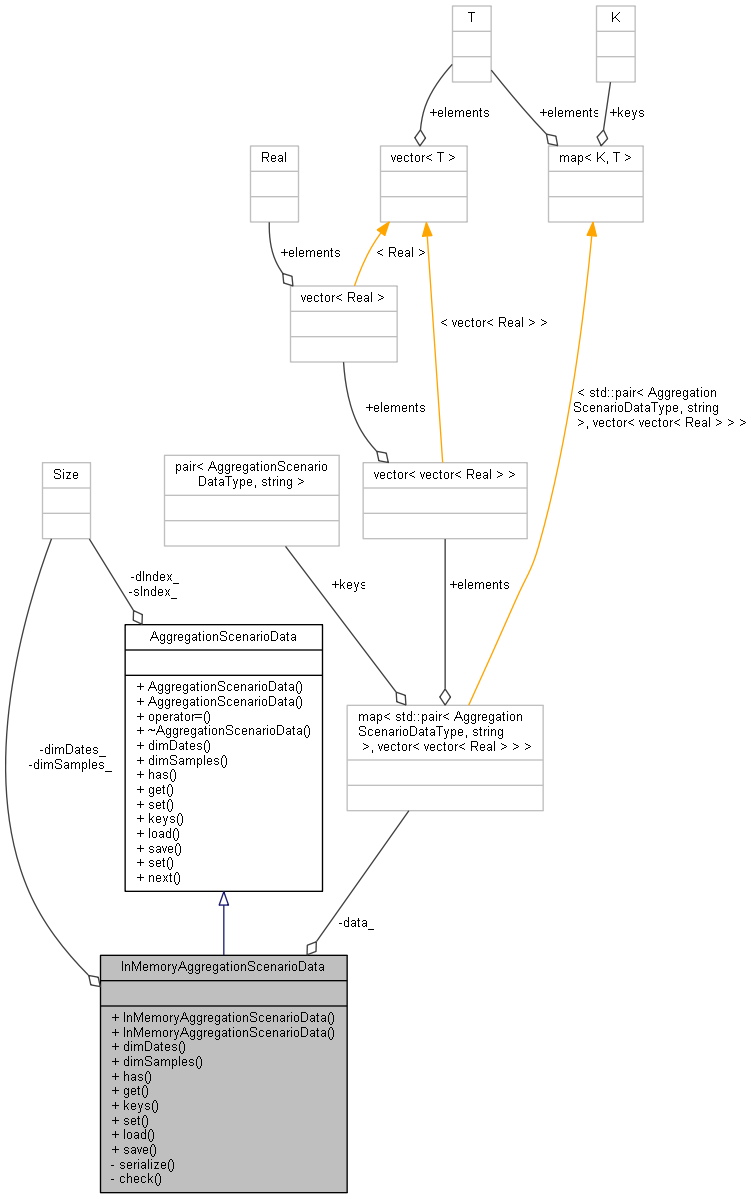 T
K
+elements
+elements
+keys
Real
vector< T >
map< K, T >
+elements
< Real >
vector< Real >
< vector< Real > >
+elements
< std::pair< Aggregation
ScenarioDataType, string
>, vector< vector< Real > > >
Size
pair< AggregationScenario
DataType, string >
vector< vector< Real > >
-dIndex_
-sIndex_
+keys
+elements
AggregationScenarioData
+ AggregationScenarioData()
+ AggregationScenarioData()
+ operator=()
+ ~AggregationScenarioData()
+ dimDates()
+ dimSamples()
+ has()
+ get()
+ set()
+ keys()
+ load()
+ save()
+ set()
+ next()
map< std::pair< Aggregation
ScenarioDataType, string
>, vector< vector< Real > > >
-dimDates_
-dimSamples_
-data_
InMemoryAggregationScenarioData
+ InMemoryAggregationScenarioData()
+ InMemoryAggregationScenarioData()
+ dimDates()
+ dimSamples()
+ has()
+ get()
+ keys()
+ set()
+ load()
+ save()
- serialize()
- check()